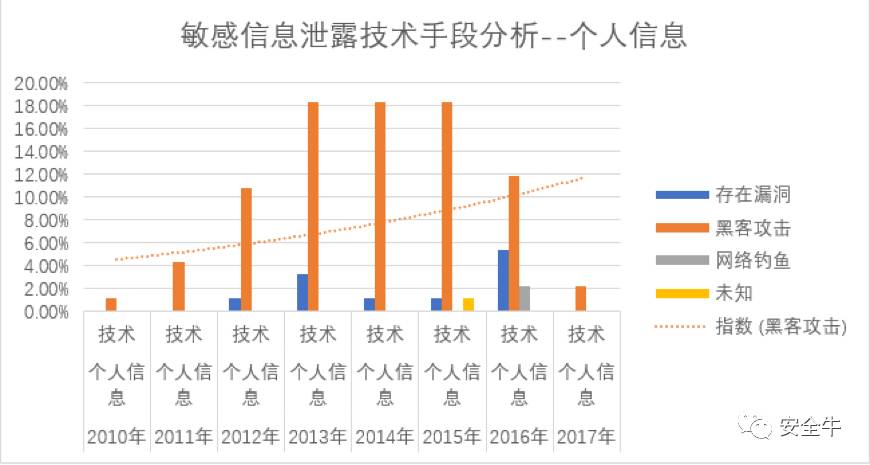 敏感信息泄露技术手段分析--个人信息
20.00%
18.00%
16.00%
14.00%
12.00%
10.00%
8.00%
6.00%
4.00%
2.00%
0.00%
技术 技术 技术 技术 技术 技术 技术 技术
个人信息 个人信息 个人信息 个人信息 个人信息 个人信息 个人信息 个人信息
2010年 2011年 2012年 2013年 2014年 2015年 2016年 2017年
存在漏洞
黑客攻击
网络钓鱼
未知
指数 (黑客攻击)
安全牛